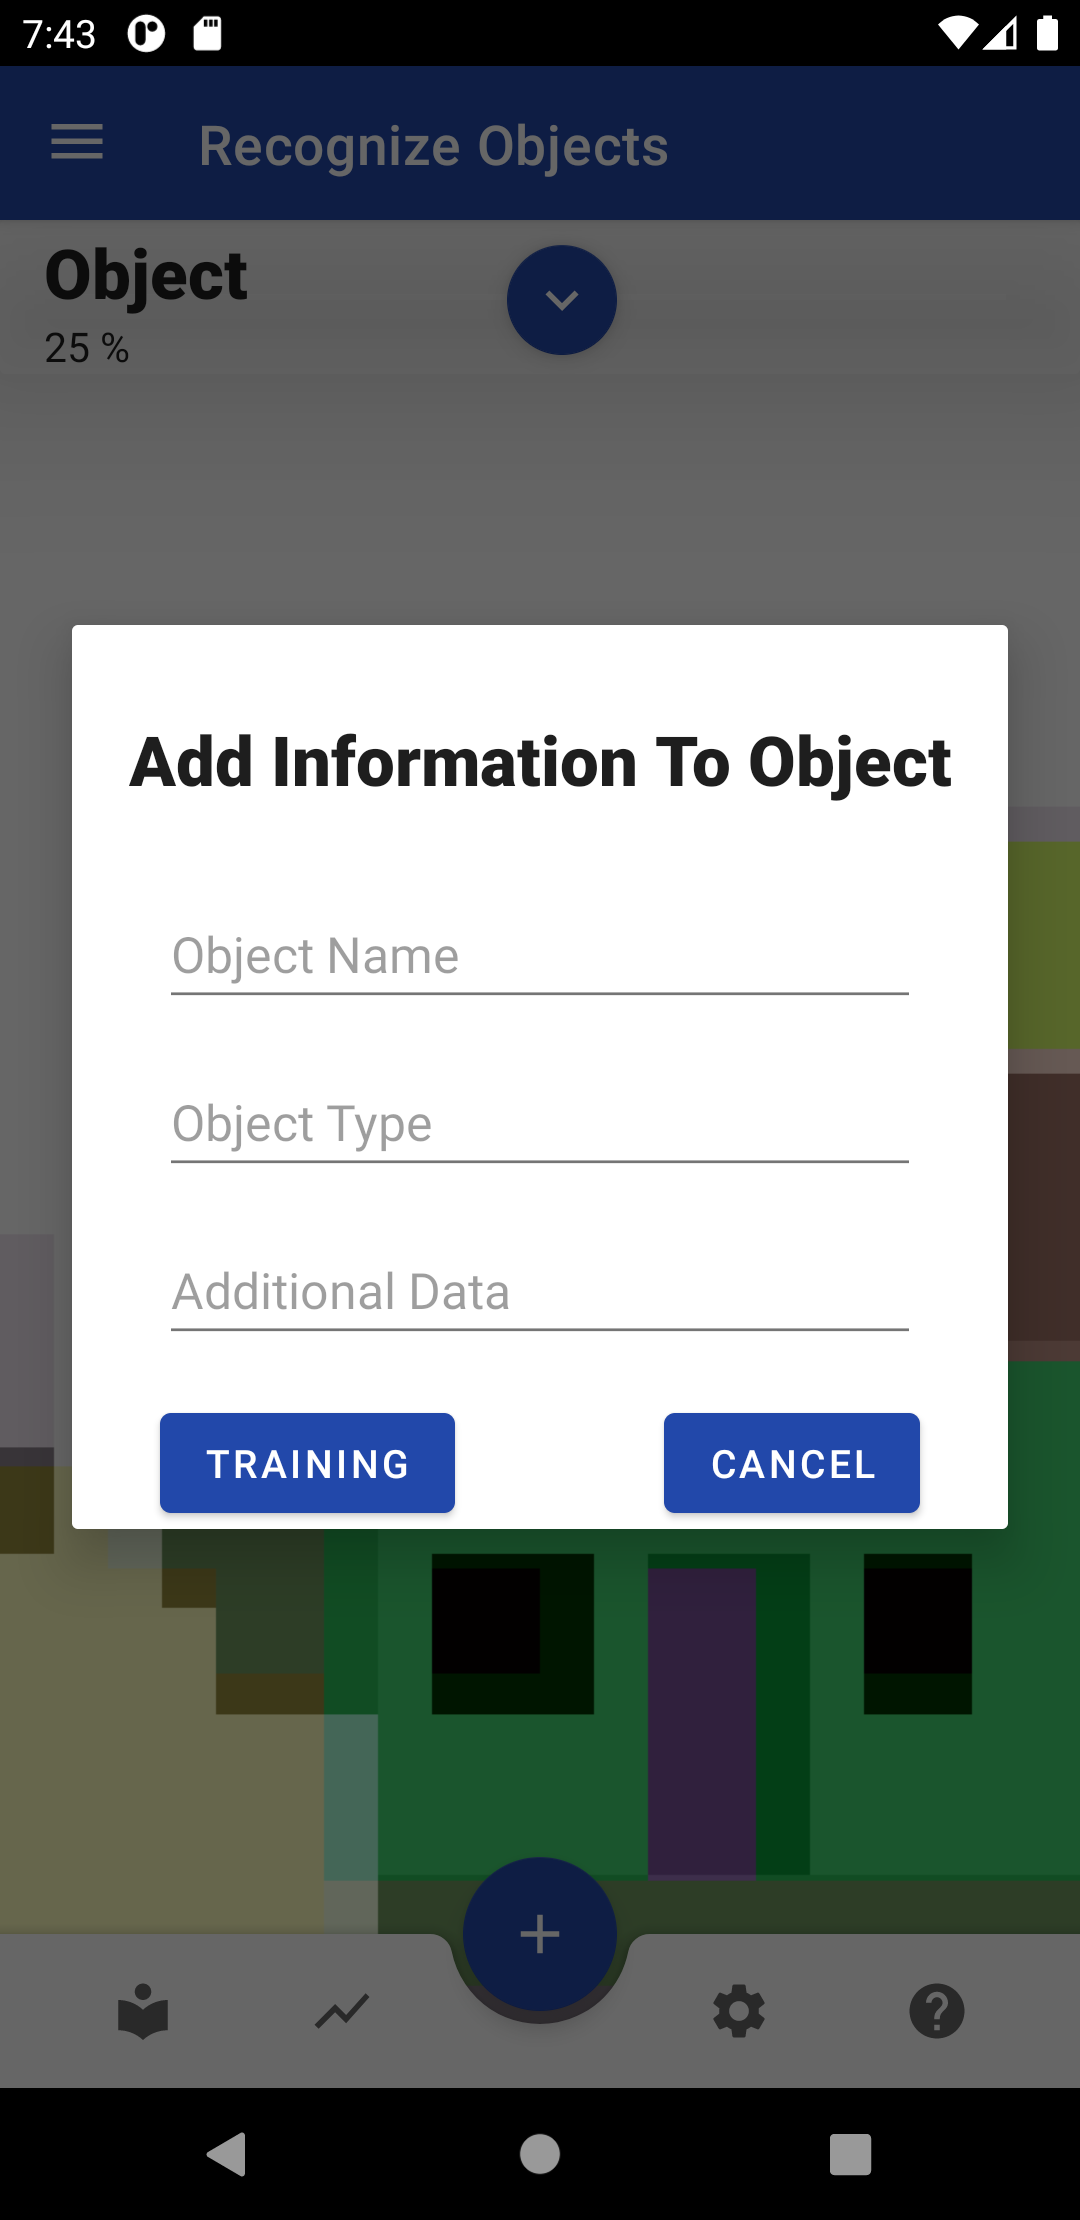 7:43
Recognize Objects
Object
25 %
Add Information To Object
Object Name
Object Type
Additional Data
TRAINING
CANCEL